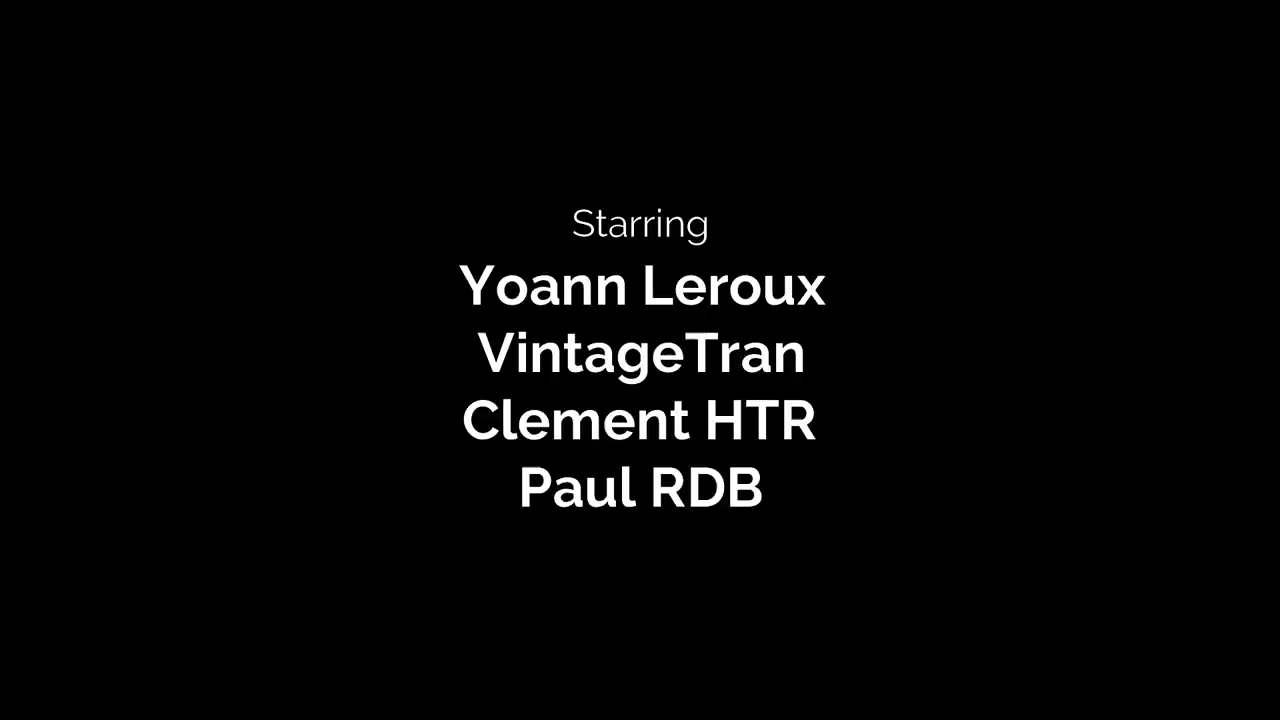 Starring
Yoann Leroux
VintageTran
Clement HTR
Paul RDB